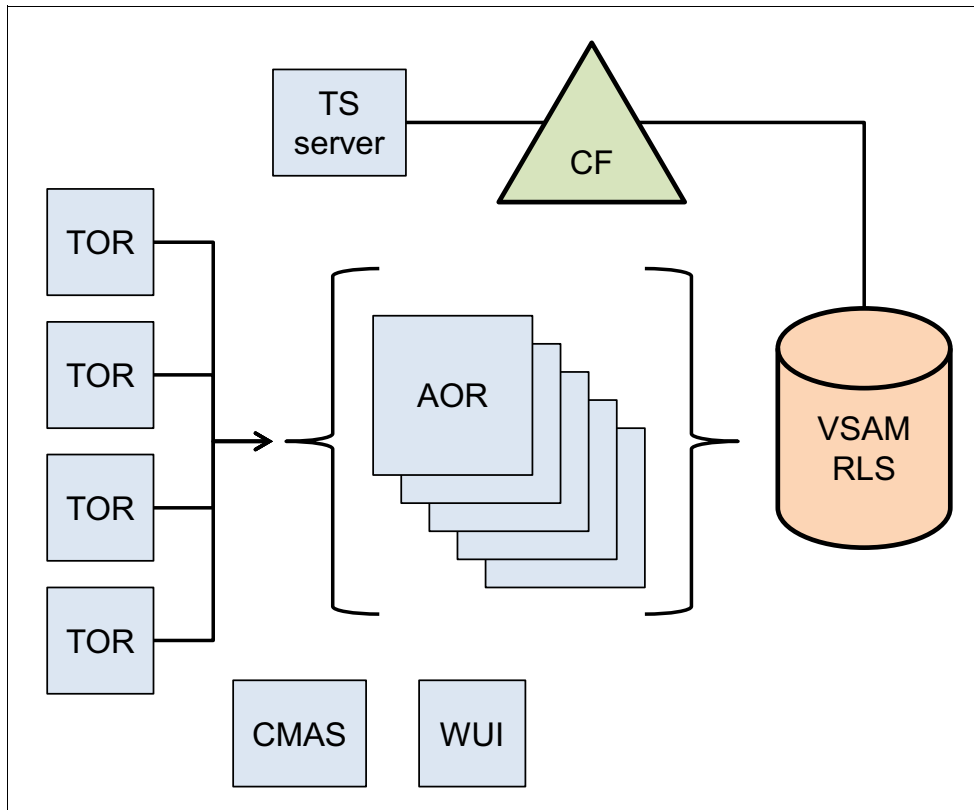 TS
server
CF
TOR
TOR
TOR
TOR
AOR
VSAM
RLS
CMAS
WUI